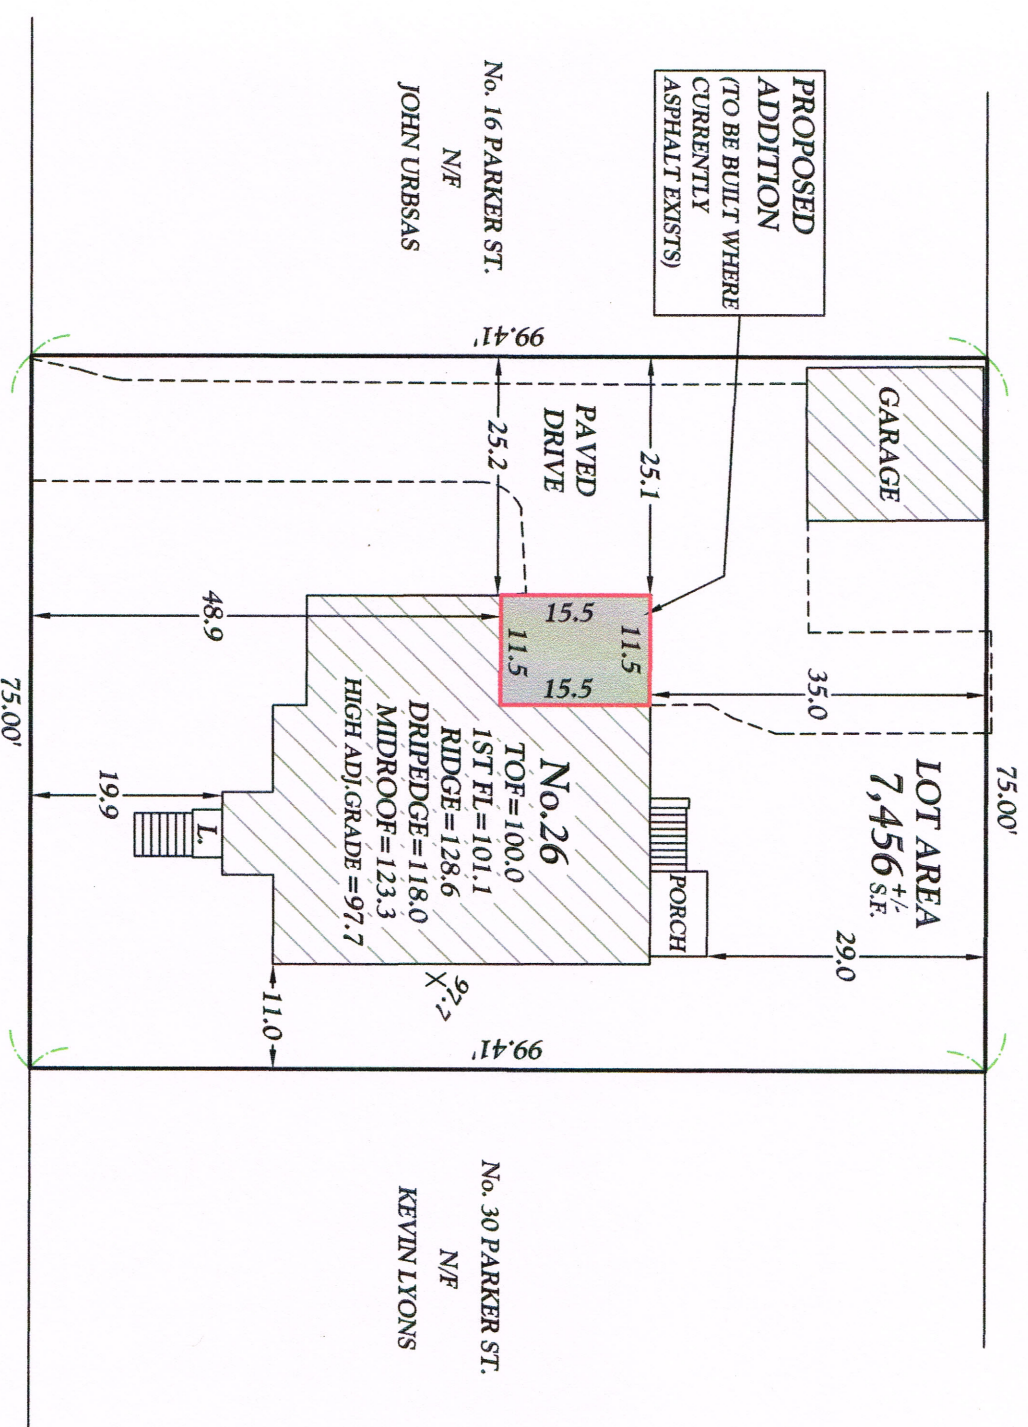 PROPOSED
ADDITION
(TO BE BUILT WHERE
CURRENTLY
ASPHALT EXISTS)
No. 16 PARKER ST.
N/F
JOHN URBSAS
99.41'
75.00'
LOT AREA
7,456 +/- S.F.
GARAGE
PAVED
DRIVE
25.1
25.2
35.0
29.0
15.5
11.5
11.5
15.5
PORCH
48.9
No.26
TOF=100.0
1ST FL=101.1
RIDGE=128.6
DRIPEDGE=118.0
MIDROOF=123.3
HIGH ADJ.GRADE =97.7
97.7
X
19.9
L.
11.0
75.00'
99.41'
No. 30 PARKER ST.
N/F
KEVIN LYONS